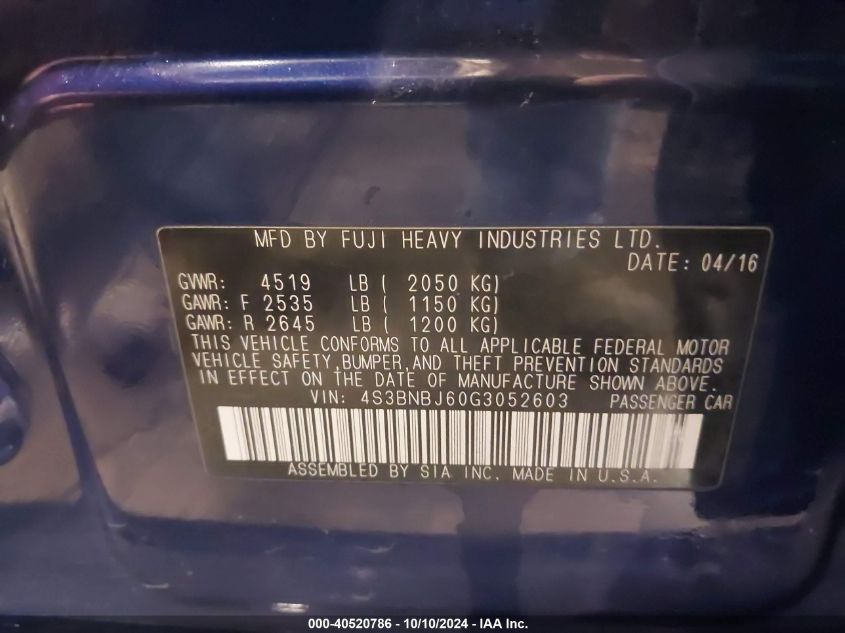 MFD BY FUJI HEAVY INDUSTRIES LTD.
DATE: 04/16
GVWR: 4519 LB ( 2050 KG)
GAWR: F 2535 LB ( 1150 KG)
GAWR: R 2645 LB ( 1200 KG)
THIS VEHICLE CONFORMS TO ALL APPLICABLE FEDERAL MOTOR
VEHICLE SAFETY,BUMPER,AND THEFT PREVENTION STANDARDS
IN EFFECT ON THE DATE OF MANUFACTURE SHOWN ABOVE.
VIN: 4S3BNBJ60G3052603 PASSENGER CAR
ASSEMBLED BY SIA INC. MADE IN U.S.A.
000-40520786 - 10/10/2024 - IAA Inc.